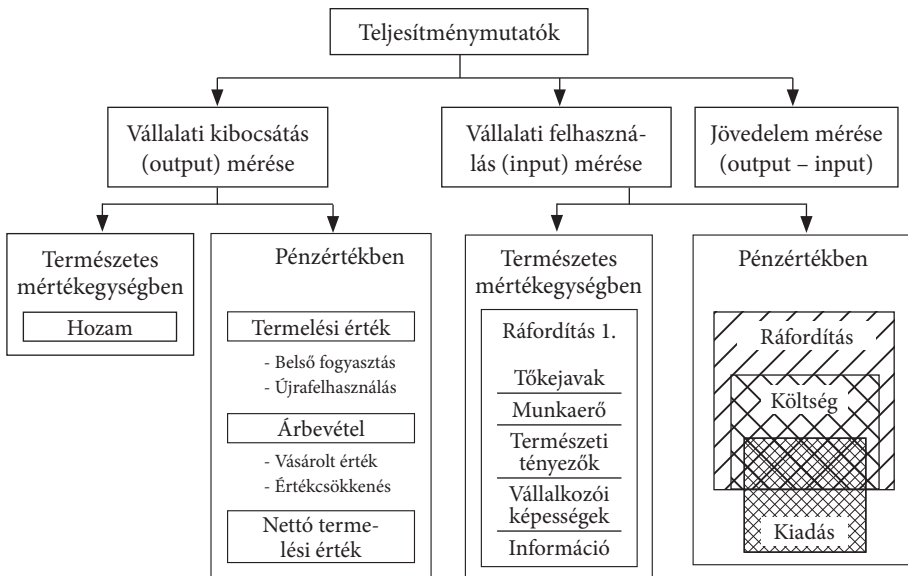 Teljesítménymutatók
Vállalati kibocsátás
(output) mérése
Vállalati felhaszná-
lás (input) mérése
Jövedelem mérése
(output – input)
Természetes
mértékegységben
Hozam
Pénzértékben
Termelési érték
- Belső fogyasztás
- Újrafelhasználás
Árbevétel
- Vásárolt érték
- Értékcsökkenés
Nettó terme-
lési érték
Természetes
mértékegységben
Ráfordítás 1.
Tőkejavak
Munkaerő
Természeti
tényezők
Vállalkozói
képességek
Információ
Pénzértékben
Ráfordítás
Költség
Kiadás